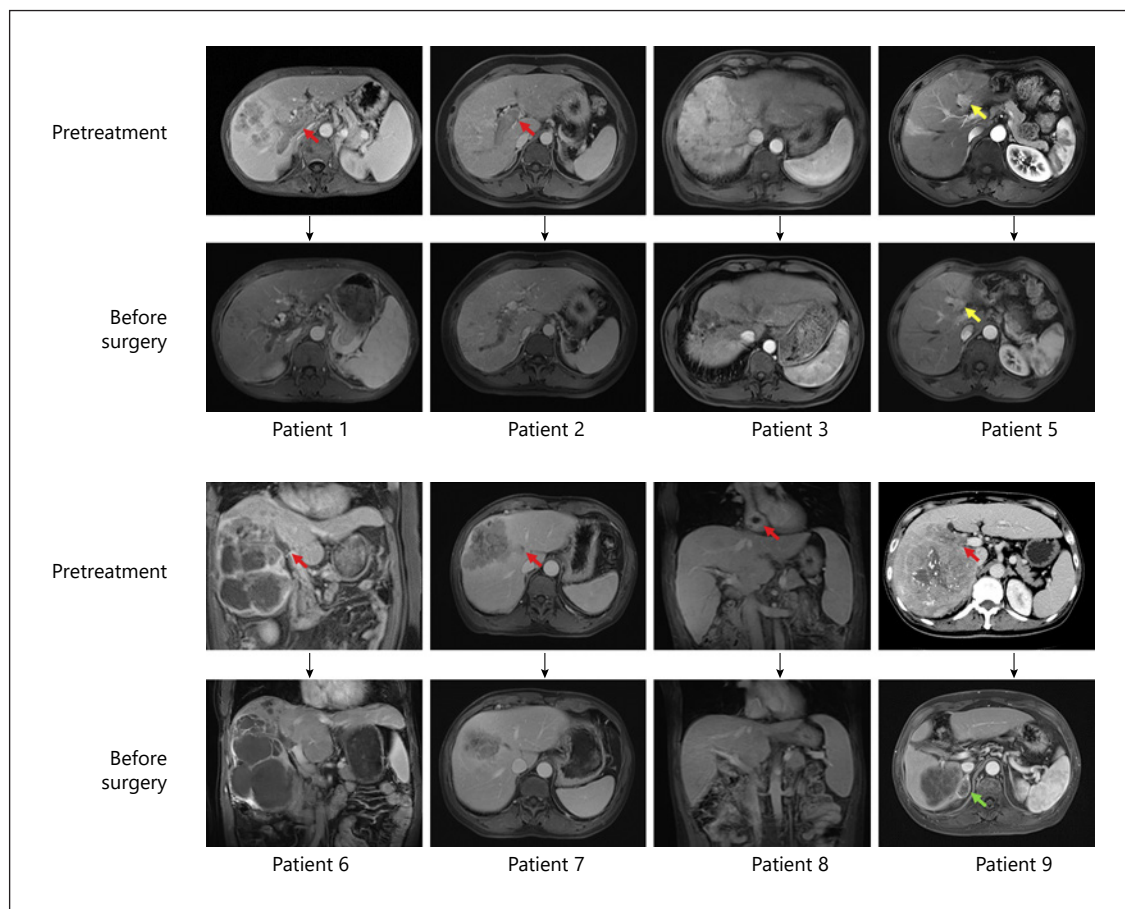 Pretreatment
Before
surgery
Patient 1
Patient 2
Patient 3
Patient 5
Pretreatment
Before
surgery
Patient 6
Patient 7
Patient 8
Patient 9